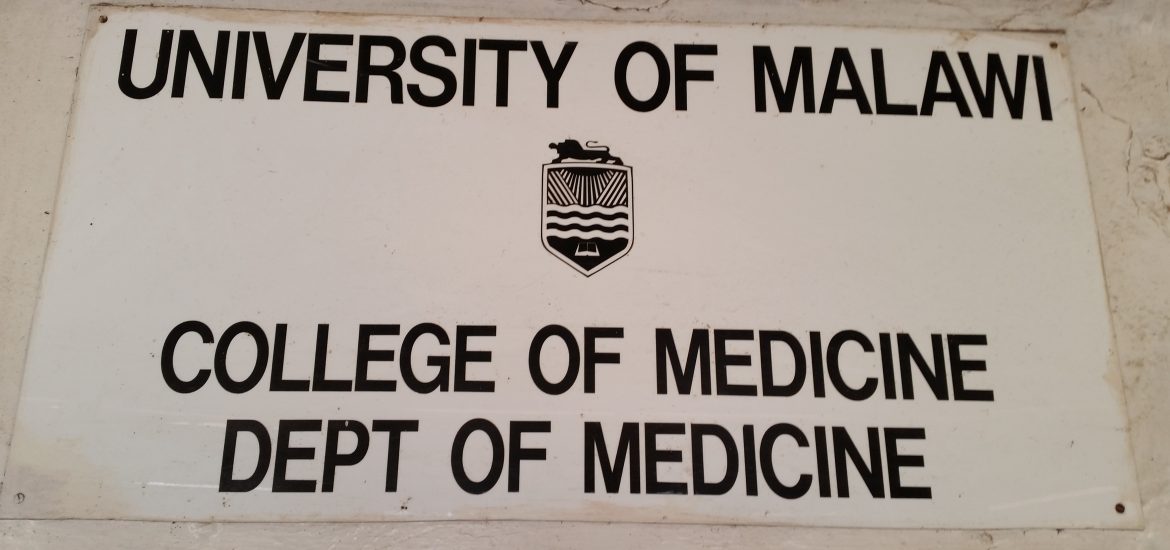 UNIVERSITY OF MALAWI
COLLEGE OF MEDICINE
DEPT OF MEDICINE